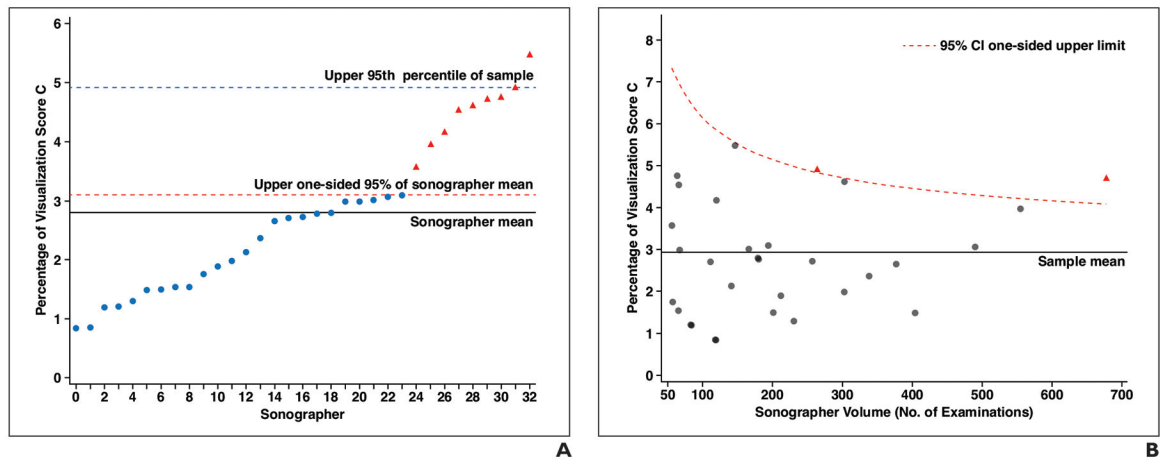 6
5
4
3
2
1
0
Percentage of Visualization Score C
Upper 95th percentile of sample
Upper one-sided 95% of sonographer mean
Sonographer mean
0 2 4 6 8 10 12 14 16 18 20 22 24 26 28 30 32
Sonographer
A
8
7
6
5
4
3
2
1
0
Percentage of Visualization Score C
95% CI one-sided upper limit
Sample mean
50 100 200 300 400 500 600 700
Sonographer Volume (No. of Examinations)
B